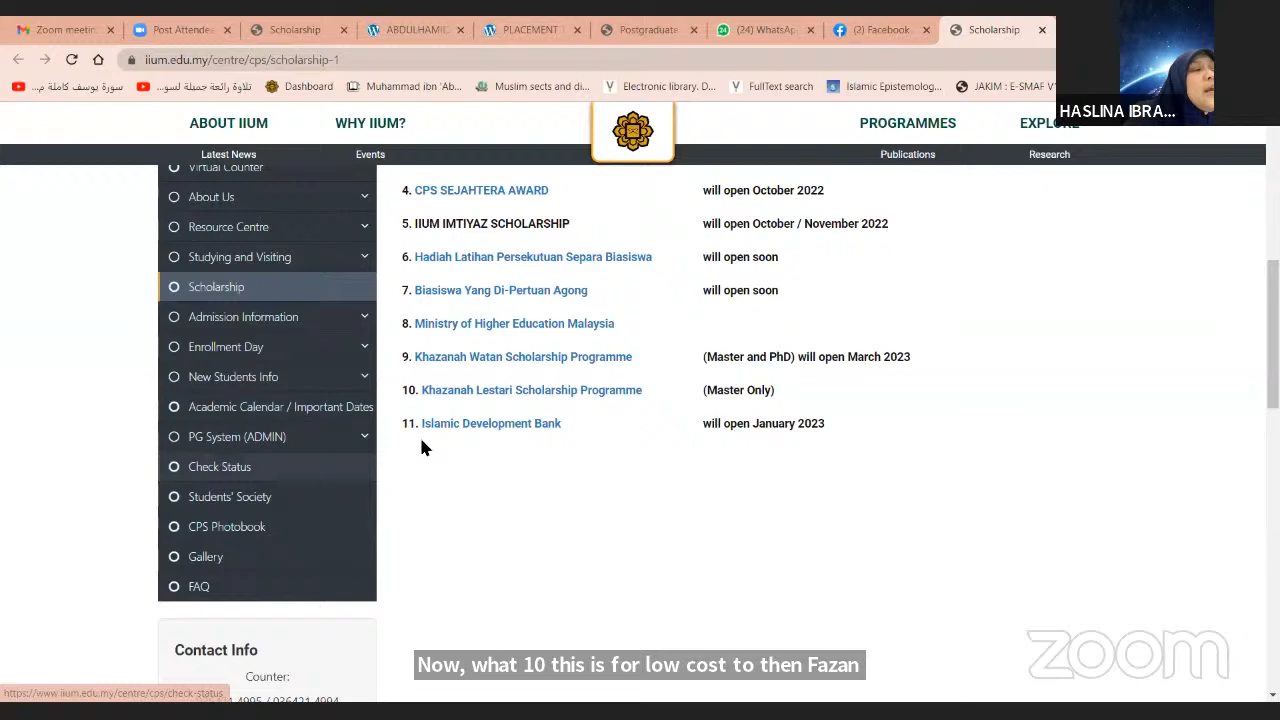 Zoom meetin
Post Attende
Scholarship
ABDULHAMID
PLACEMENT
Postgraduate
(24) WhatsAp
(2) Facebook
Scholarship
iium.edu.my/centre/cps/scholarship-1
سورة يوسف كاملة م...
تلاوة رائعة جميلة لسو...
Dashboard
Muhammad ibn 'Ab...
Muslim sects and di...
Electronic library. D...
FullText search
Islamic Epistemolog...
JAKIM : E-SMAF V
HASLINA IBRA...
ABOUT IIUM
WHY IIUM?
PROGRAMMES
EXPLORE
Latest News
Events
Publications
Research
Virtual Counter
About Us
Resource Centre
Studying and Visiting
Scholarship
Admission Information
Enrollment Day
New Students Info
Academic Calendar / Important Dates
PG System (ADMIN)
Check Status
Students' Society
CPS Photobook
Gallery
FAQ
Contact Info
Counter:
4. CPS SEJAHTERA AWARD will open October 2022
5. IIUM IMTIYAZ SCHOLARSHIP will open October / November 2022
6. Hadiah Latihan Persekutuan Separa Biasiswa will open soon
7. Biasiswa Yang Di-Pertuan Agong will open soon
8. Ministry of Higher Education Malaysia
9. Khazanah Watan Scholarship Programme (Master and PhD) will open March 2023
10. Khazanah Lestari Scholarship Programme (Master Only)
11. Islamic Development Bank will open January 2023
Now, what 10 this is for low cost to then Fazan
zoom
https://www.iium.edu.my/centre/cps/check-status